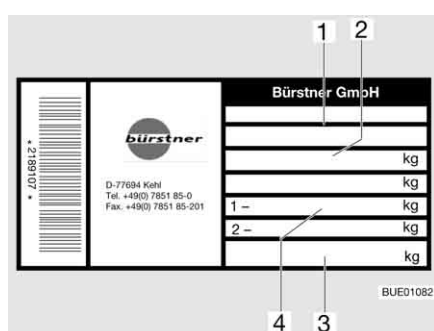 1 2
Bürstner GmbH
* 2189107 *
bürstner
D-77694 Kehl
Tel. +49(0) 7851 85-0
Fax. +49(0) 7851 85-201
kg
kg
1 – kg
2 – kg
kg
BUE01082
4 3